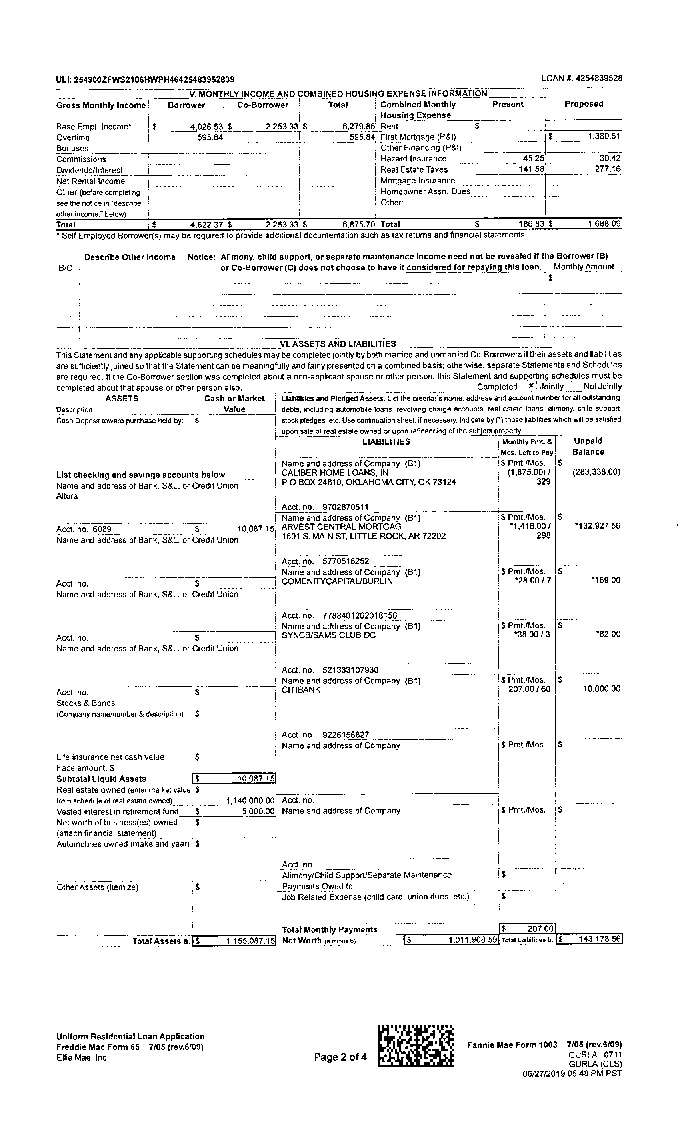 ULI: 254900ZFWS2106HWPH46425483952839 LOAN #: 4254839528
V. MONTHLY INCOME AND COMBINED HOUSING EXPENSE INFORMATION
Gross Monthly Income Borrower Co-Borrower Total Combined Monthly Housing Expense Present Proposed
Base Empl. Income* $ 4,026.53 $ 2,253.33 $ 6,279.86 Rent $
Overtime 595.84 595.84 First Mortgage (P&I) $ 1,380.51
Bonuses Other Financing (P&I)
Commissions Hazard Insurance 45.25 30.42
Dividends/Interest Real Estate Taxes 141.58 277.16
Net Rental Income Mortgage Insurance
Other (before completing, Homeowner Assn. Dues
see the notice in "describe Other:
other income," below)
Total $ 4,622.37 $ 2,253.33 $ 6,875.70 Total $ 186.83 $ 1,688.09
* Self Employed Borrower(s) may be required to provide additional documentation such as tax returns and financial statements.
Describe Other Income Notice: Alimony, child support, or separate maintenance income need not be revealed if the Borrower (B)
B/C or Co-Borrower (C) does not choose to have it considered for repaying this loan. Monthly Amount
$
VI. ASSETS AND LIABILITIES
This Statement and any applicable supporting schedules may be completed jointly by both married and unmarried Co-Borrowers if their assets and liabilities
are sufficiently joined so that the Statement can be meaningfully and fairly presented on a combined basis; otherwise, separate Statements and Schedules
are required. If the Co-Borrower section was completed about a non-applicant spouse or other person, this Statement and supporting schedules must be
completed about that spouse or other person also. Completed Jointly Not Jointly
ASSETS Cash or Market Value
Description
Cash Deposit toward purchase held by: $
Liabilities and Pledged Assets. List the creditor's name, address and account number for all outstanding
debts, including automobile loans, revolving charge accounts, real estate loans, alimony, child support,
stock pledges, etc. Use continuation sheet, if necessary. Indicate by (*) those liabilities which will be satisfied
upon sale of real estate owned or upon refinancing of the subject property.
LIABILITIES Monthly Pmt. & Mos. Left to Pay Unpaid Balance
Name and address of Company (B1) $ Pmt./Mos. $
CALIBER HOME LOANS, IN (1,675.00) / (283,338.00)
P O BOX 24610, OKLAHOMA CITY, OK 73124 329
List checking and savings accounts below
Name and address of Bank, S&L, or Credit Union
Altura
Acct. no. 9702870511
Name and address of Company (B1) $ Pmt./Mos. $
Acct. no. 6029 $ 10,087.15 ARVEST CENTRAL MORTGAG *1,418.00 / *132,927.56
Name and address of Bank, S&L, or Credit Union 1601 S. MAIN ST, LITTLE ROCK, AR 72202 298
Acct. no. 5770516252
Name and address of Company (B1) $ Pmt./Mos. $
Acct. no. $ COMENITYCAPITAL/BURLIN *28.00 / 7 *169.00
Name and address of Bank, S&L, or Credit Union
Acct. no. 7788401202018150
Name and address of Company (B1) $ Pmt./Mos. $
Acct. no. $ SYNCB/SAMS CLUB DC *38.00 / 3 *82.00
Name and address of Bank, S&L, or Credit Union
Acct. no. 521333107930
Name and address of Company (B1) $ Pmt./Mos. $
Acct. no. $ CITIBANK 207.00 / 60 10,000.00
Stocks & Bonds
(Company name/number & description) $
Acct. no. 9226156827
Name and address of Company $ Pmt./Mos. $
Life insurance net cash value $
Face amount: $
Subtotal Liquid Assets $ 10,087.15
Real estate owned (enter market value $
from schedule of real estate owned) 1,140,000.00 Acct. no.
Vested interest in retirement fund $ 5,000.00 Name and address of Company $ Pmt./Mos. $
Net worth of business(es) owned $
(attach financial statement)
Automobiles owned (make and year) $
Acct. no.
Alimony/Child Support/Separate Maintenance $
Other Assets (itemize) $ Payments Owed to:
Job Related Expense (child care, union dues, etc.) $
Total Monthly Payments $ 207.00
Total Assets a. $ 1,155,087.15 Net Worth (a minus b) $ 1,011,908.59 Total Liabilities b. $ 143,178.56
Uniform Residential Loan Application
Freddie Mac Form 65 7/05 (rev.6/09)
Ellie Mae, Inc.
Page 2 of 4
Fannie Mae Form 1003 7/05 (rev.6/09)
GURLA 0711
GURLA (CLS)
06/27/2019 05:48 PM PST